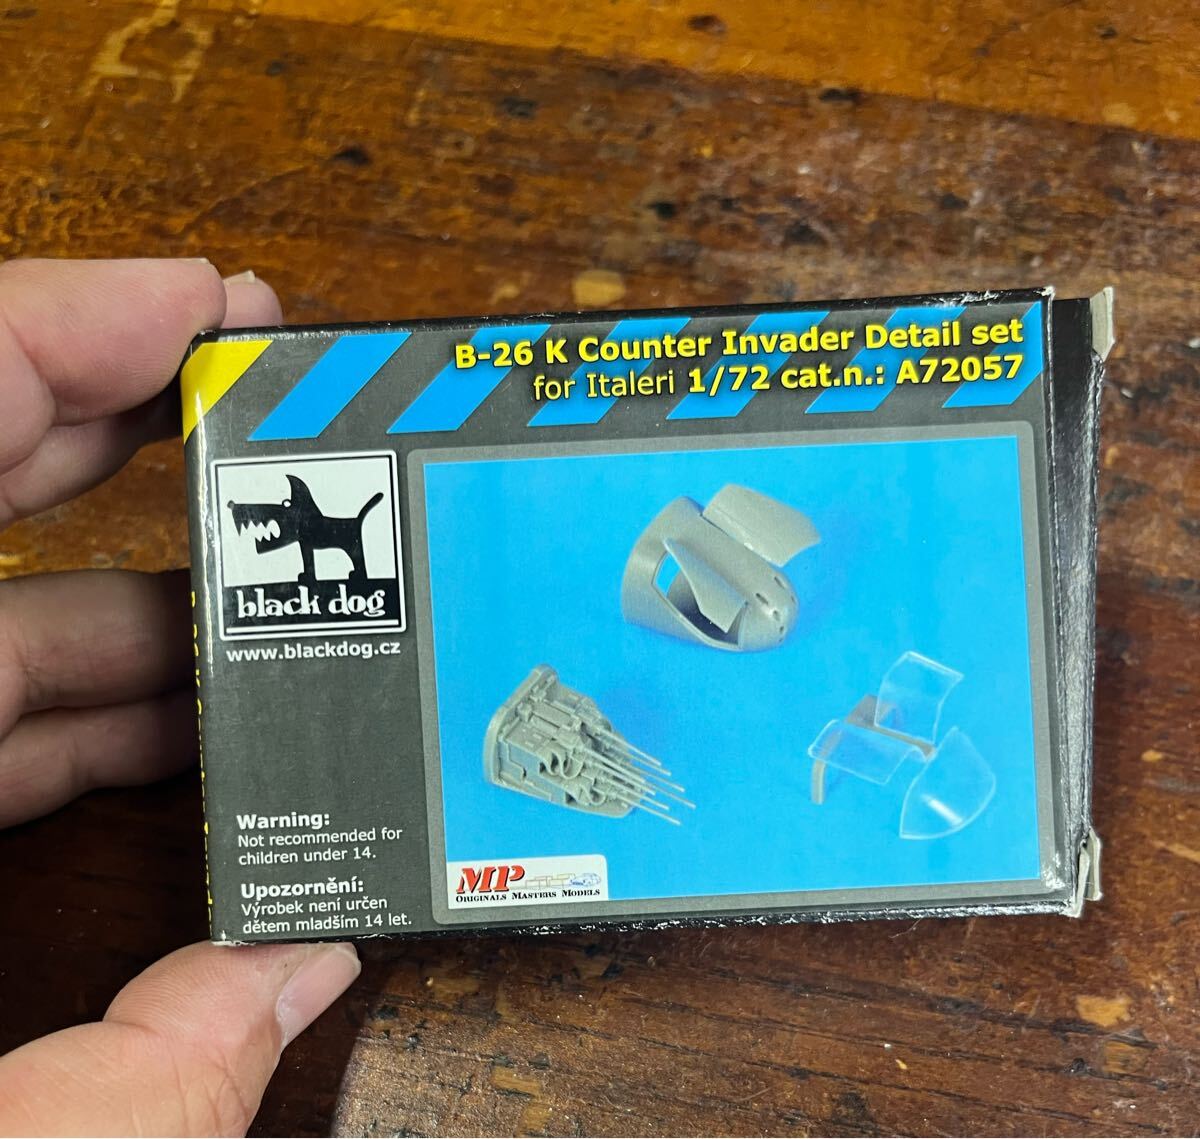 B-26 K Counter Invader Detail set
for Italeri 1/72 cat.n.: A72057
black dog
www.blackdog.cz
Warning:
Not recommended for
children under 14.
Upozornění:
Výrobek není určen
dětem mladším 14 let.
MP
ORIGINALS MASTERS MODELS